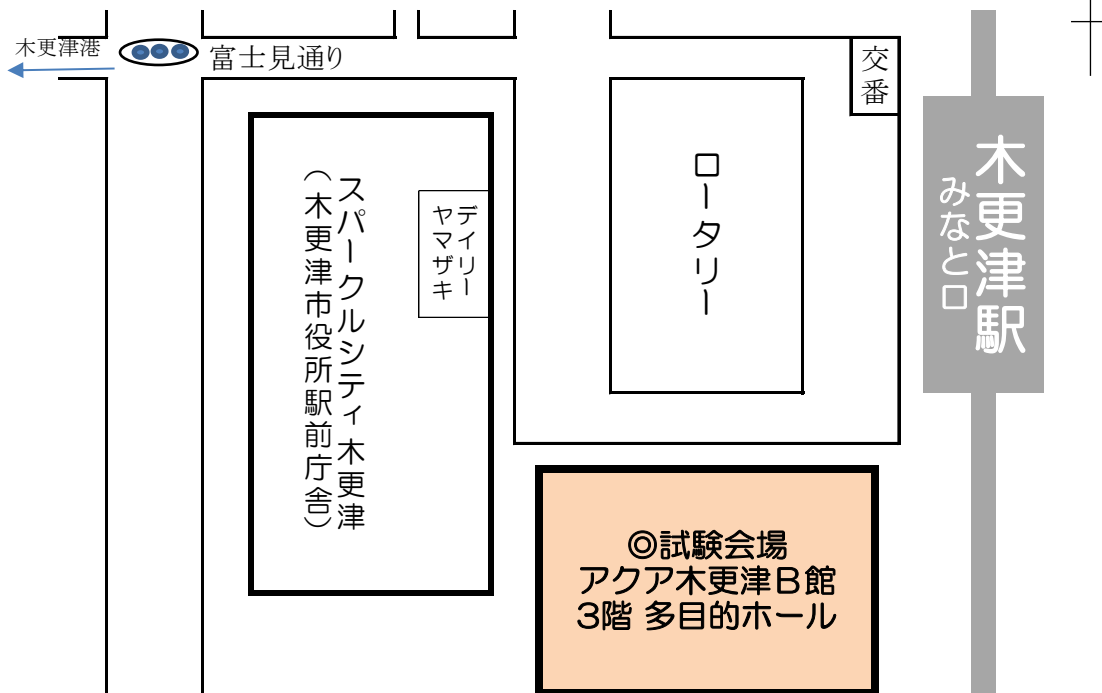 木更津港
富士見通り
交番
ロータリー
木更津駅
みなと口
デイリー
ヤマザキ
スパークルシティ木更津
（木更津市役所駅前庁舎）
◎試験会場
アクア木更津Ｂ館
3階 多目的ホール